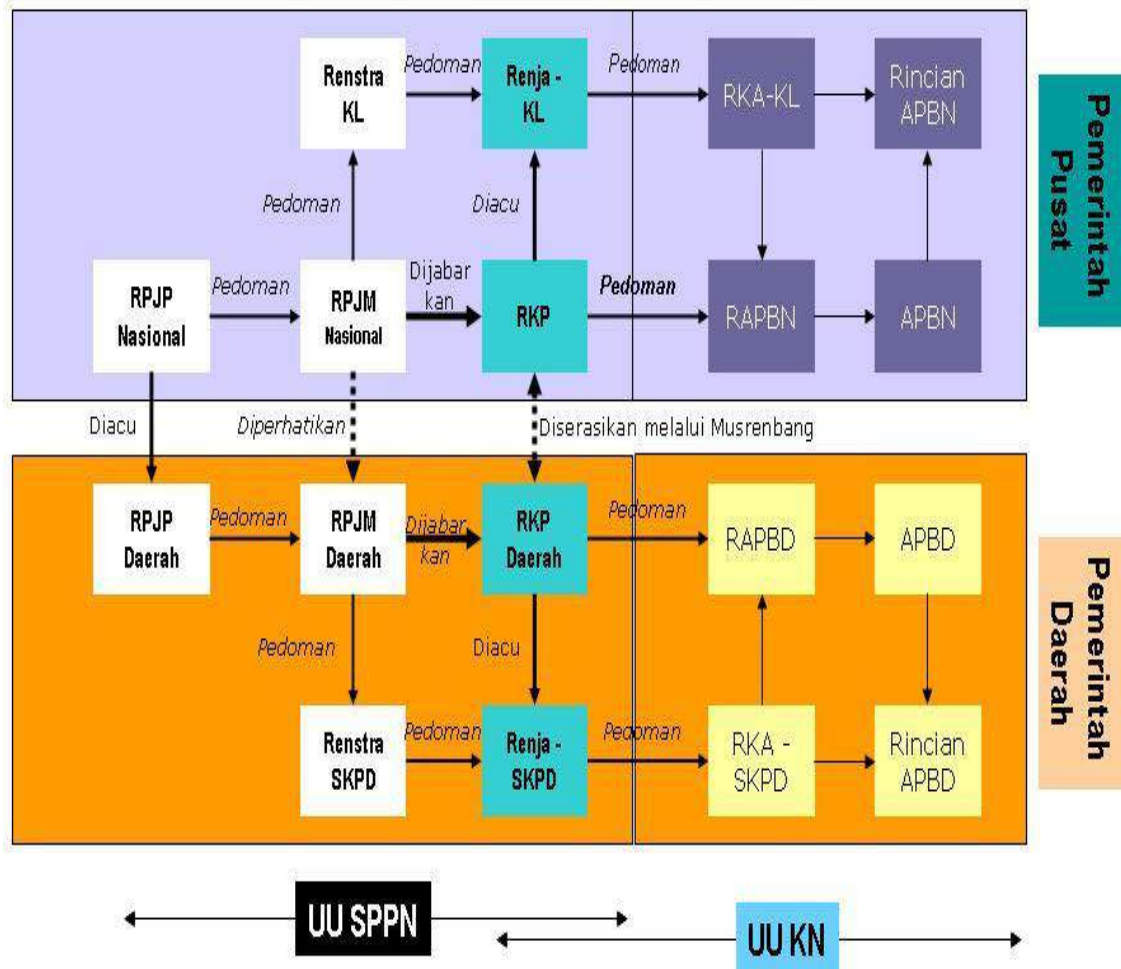 Renstra
KL
Pedoman
Renja -
KL
Pedoman
RKA-KL
Rincian
APBN
Pedoman
Diacu
RPJP
Nasional
Pedoman
RPJM
Nasional
Dijabar
kan
RKP
Pedoman
RAPBN
APBN
Pemerintah
Pusat
Diacu
Diperhatikan
Diserasikan melalui Musrenbang
RPJP
Daerah
Pedoman
RPJM
Daerah
Dijabar
kan
RKP
Daerah
Pedoman
RAPBD
APBD
Pedoman
Diacu
Renstra
SKPD
Pedoman
Renja -
SKPD
Pedoman
RKA -
SKPD
Rincian
APBD
Pemerintah
Daerah
UU SPPN
UU KN